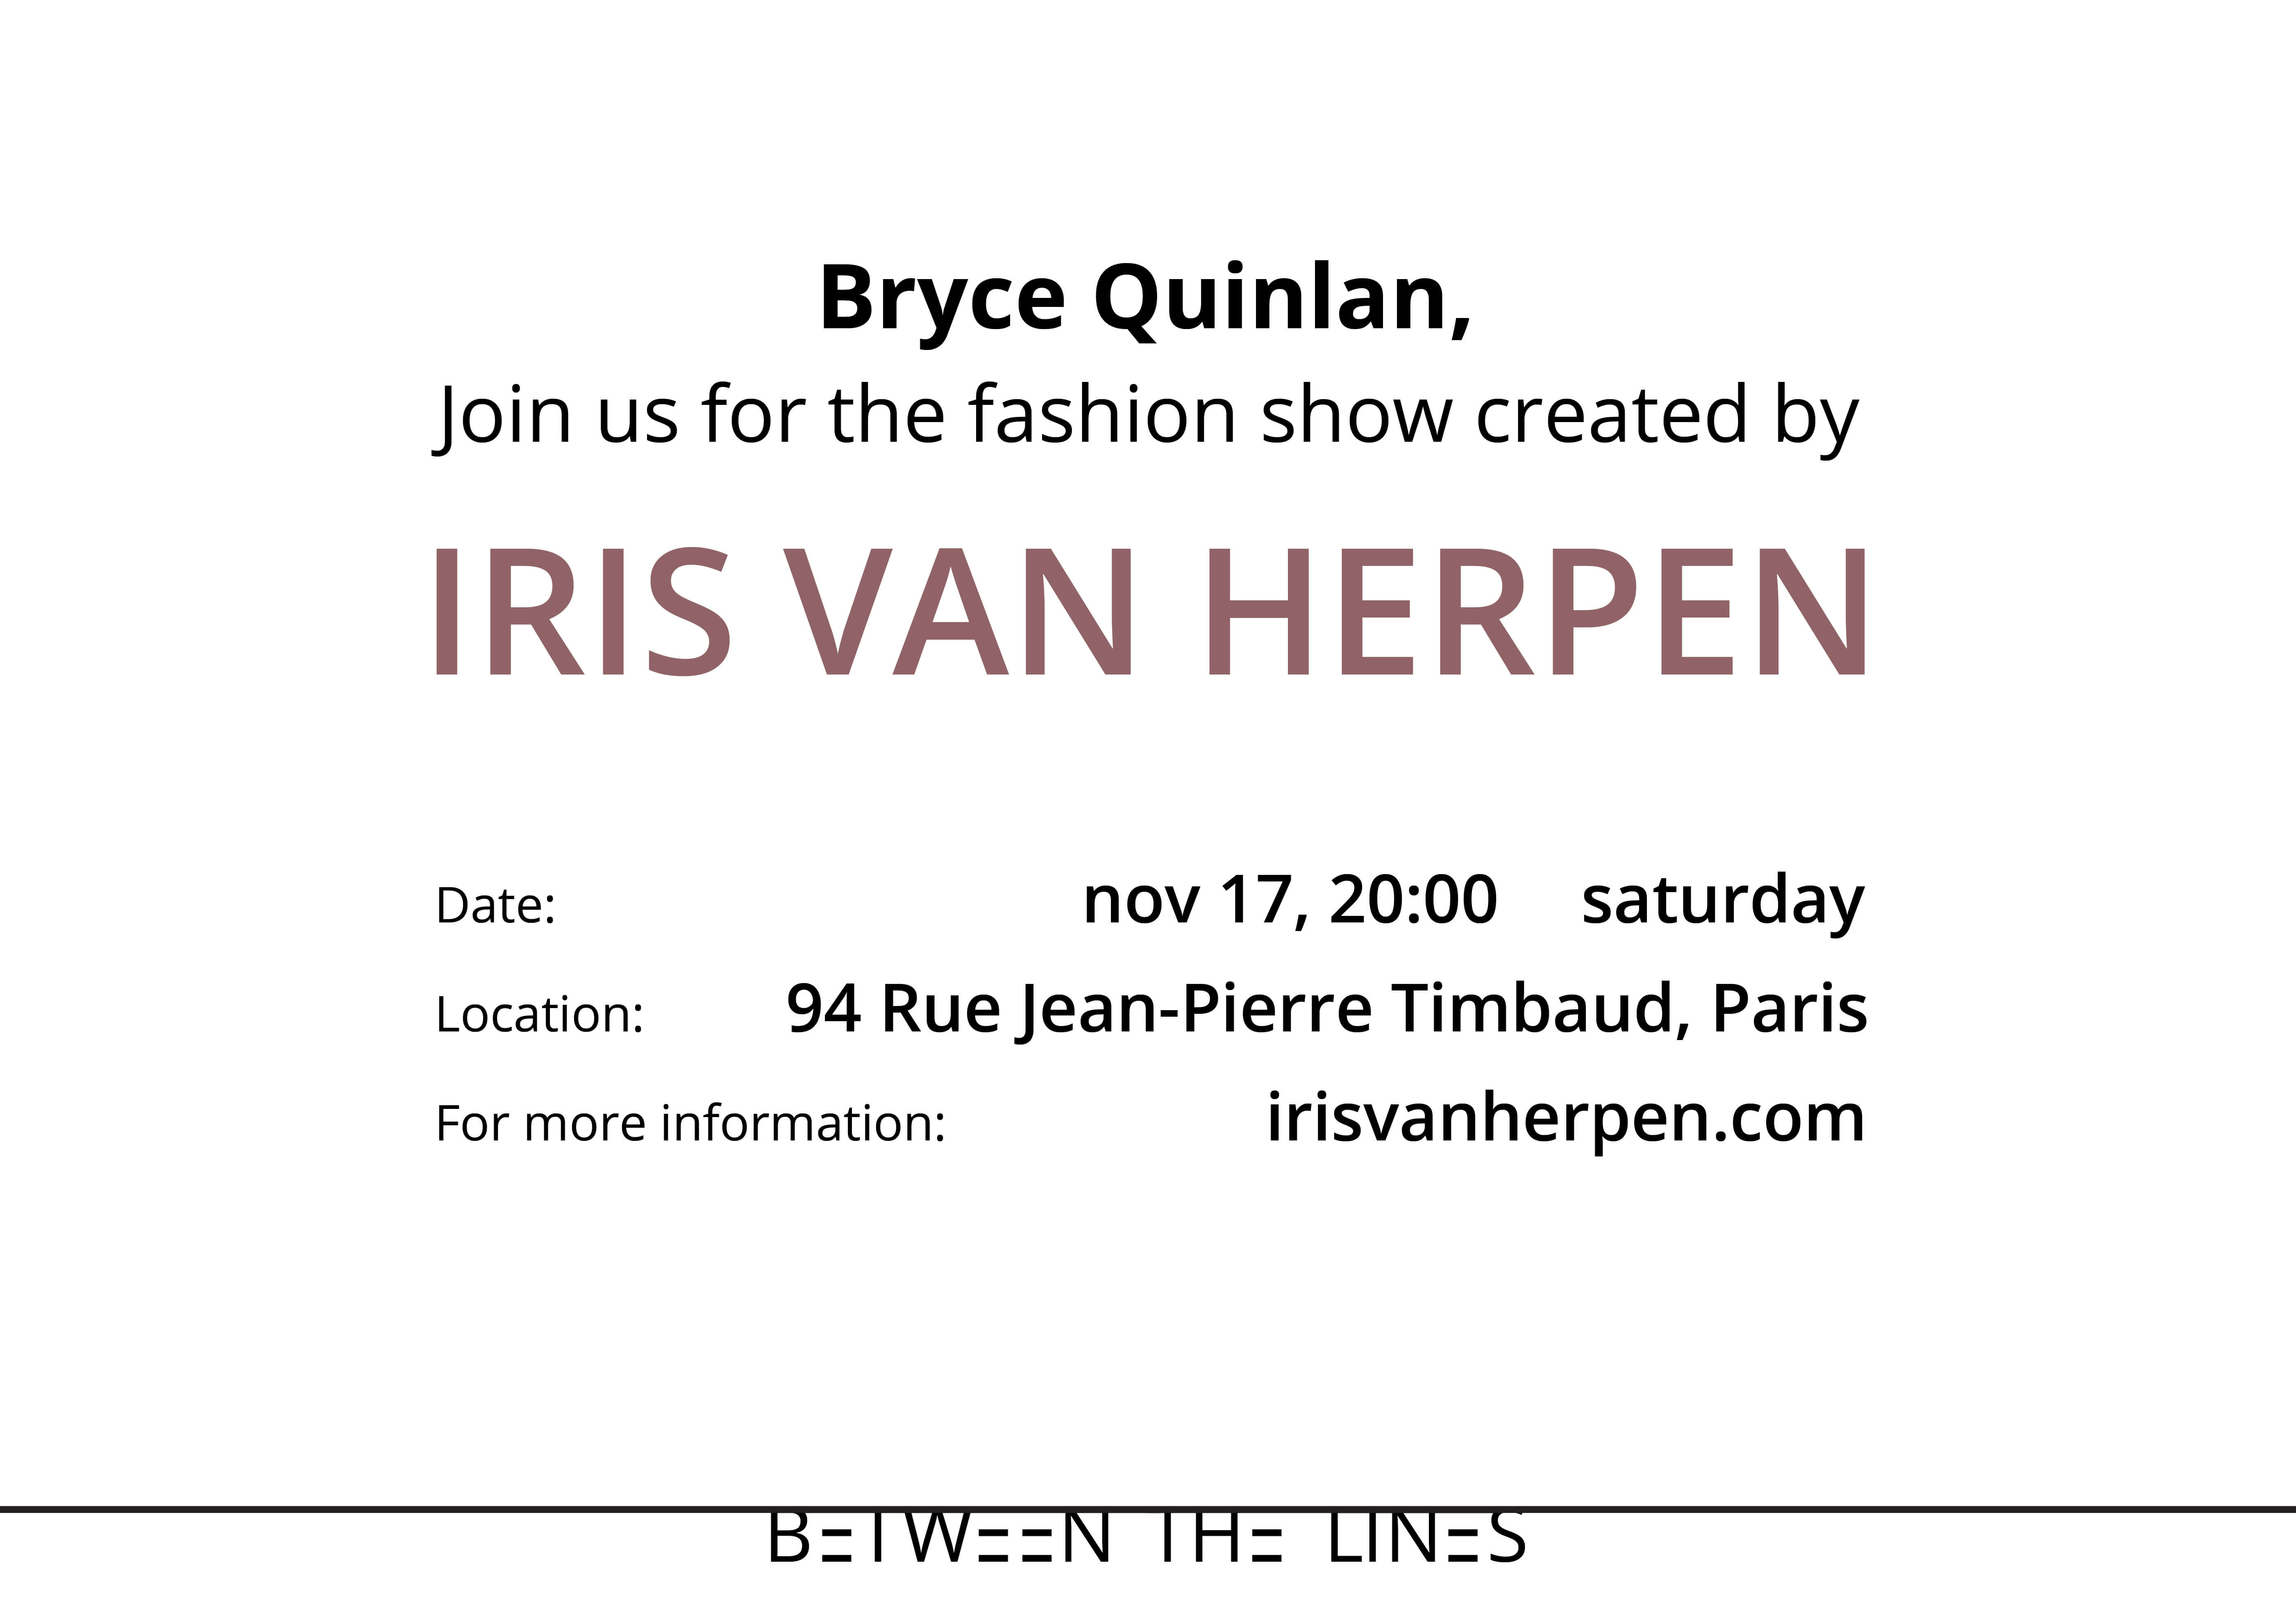 Bryce Quinlan,
Join us for the fashion show created by
IRIS VAN HERPEN
Date: nov 17, 20:00 saturday
Location: 94 Rue Jean-Pierre Timbaud, Paris
For more information: irisvanherpen.com
BETWEEN THE LINES